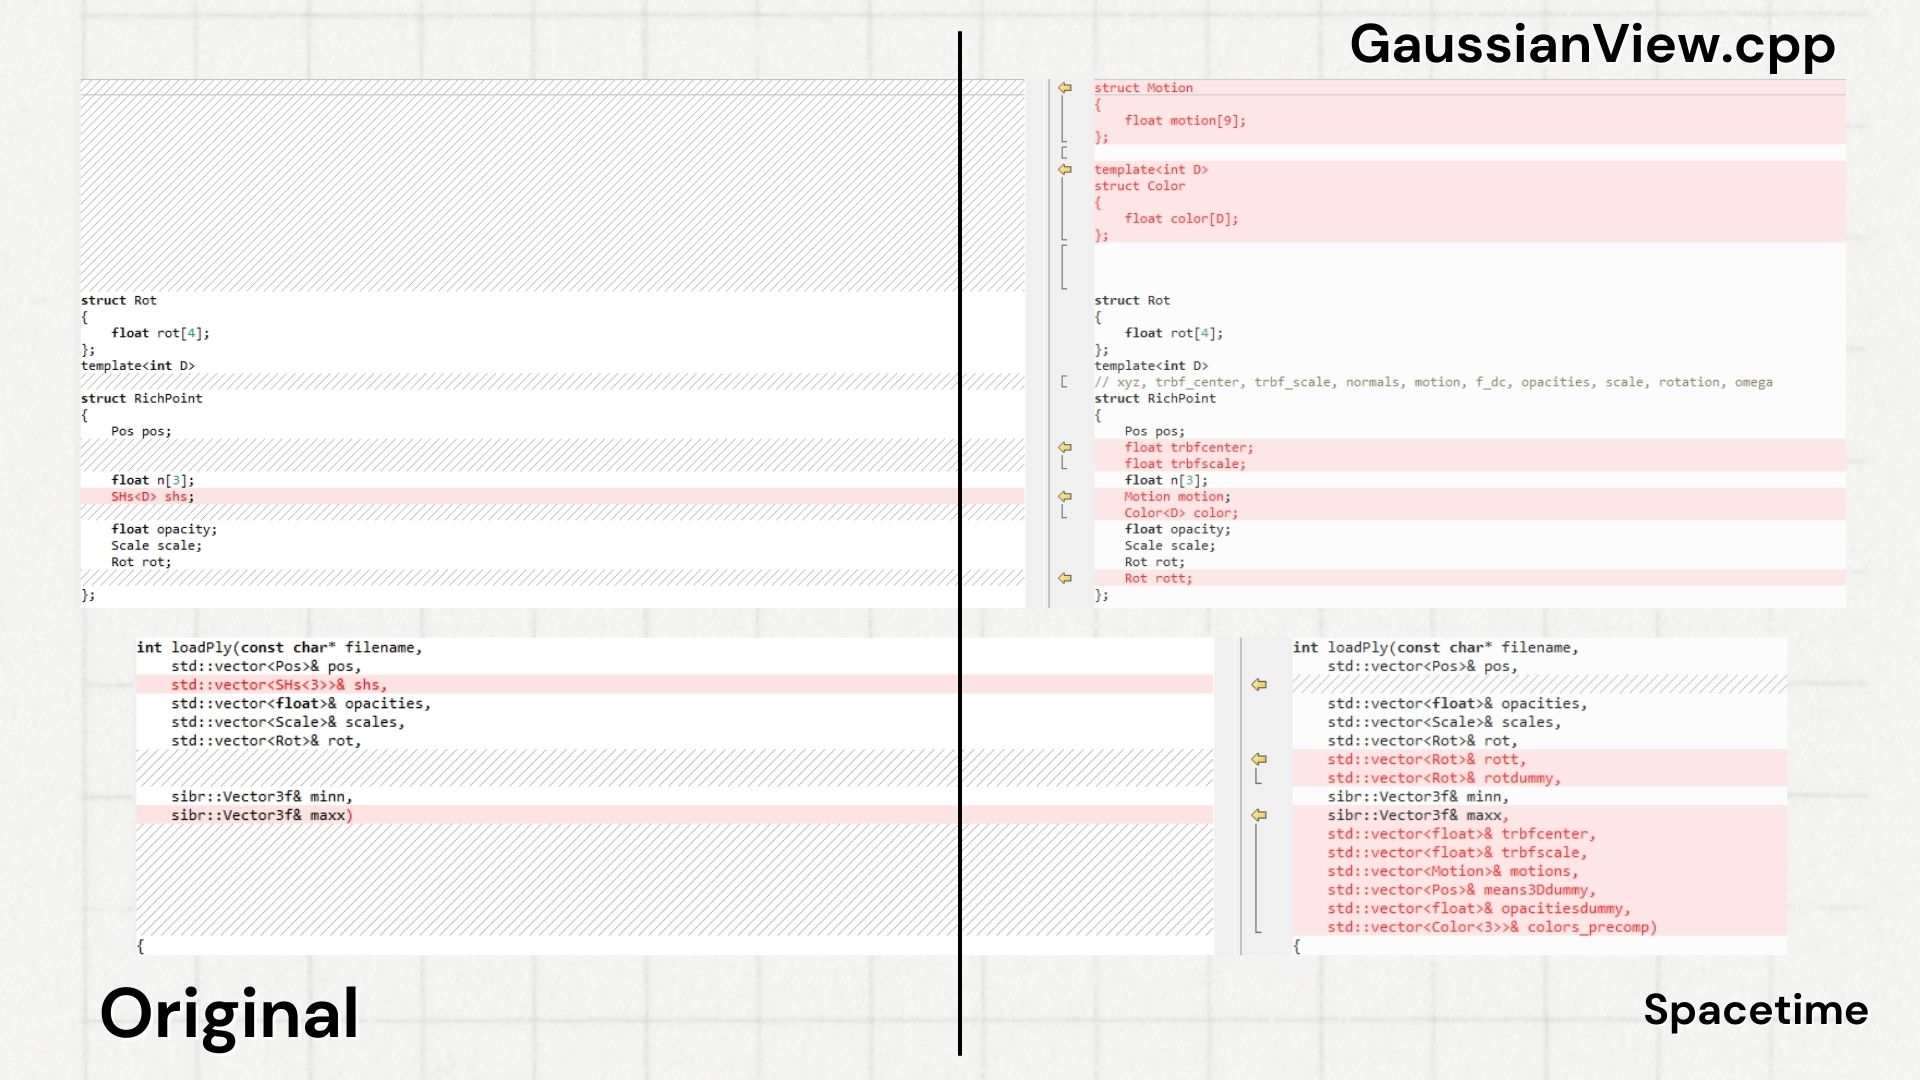 GaussianView.cpp
struct Rot
{
    float rot[4];
};
template<int D>
struct RichPoint
{
    Pos pos;
    float n[3];
    SHs<D> shs;
    float opacity;
    Scale scale;
    Rot rot;
};
struct Motion
{
    float motion[9];
};
template<int D>
struct Color
{
    float color[D];
};
struct Rot
{
    float rot[4];
};
template<int D>
// xyz, trbf_center, trbf_scale, normals, motion, f_dc, opacities, scale, rotation, omega
struct RichPoint
{
    Pos pos;
    float trbfcenter;
    float trbfscale;
    float n[3];
    Motion motion;
    Color<D> color;
    float opacity;
    Scale scale;
    Rot rot;
    Rot rott;
};
int loadPly(const char* filename,
    std::vector<Pos>& pos,
    std::vector<SHs<3>>& shs,
    std::vector<float>& opacities,
    std::vector<Scale>& scales,
    std::vector<Rot>& rot,
    sibr::Vector3f& minn,
    sibr::Vector3f& maxx)
{
int loadPly(const char* filename,
    std::vector<Pos>& pos,
    std::vector<float>& opacities,
    std::vector<Scale>& scales,
    std::vector<Rot>& rot,
    std::vector<Rot>& rott,
    std::vector<Rot>& rotdummy,
    sibr::Vector3f& minn,
    sibr::Vector3f& maxx,
    std::vector<float>& trbfcenter,
    std::vector<float>& trbfscale,
    std::vector<Motion>& motions,
    std::vector<Pos>& means3Ddummy,
    std::vector<float>& opacitiesdummy,
    std::vector<Color<3>>& colors_precomp)
{
Original
Spacetime